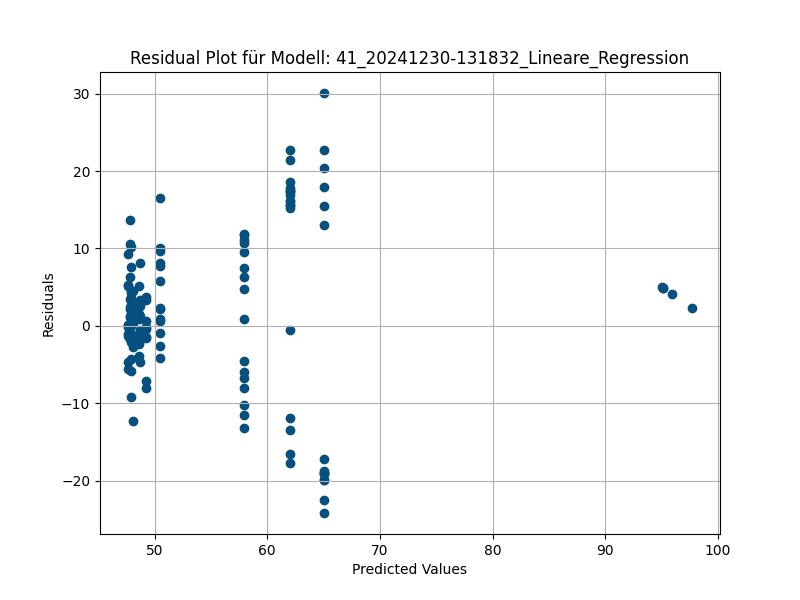 Residual Plot für Modell: 41_20241230-131832_Lineare_Regression
30
20
10
0
−10
−20
Residuals
50 60 70 80 90 100
Predicted Values